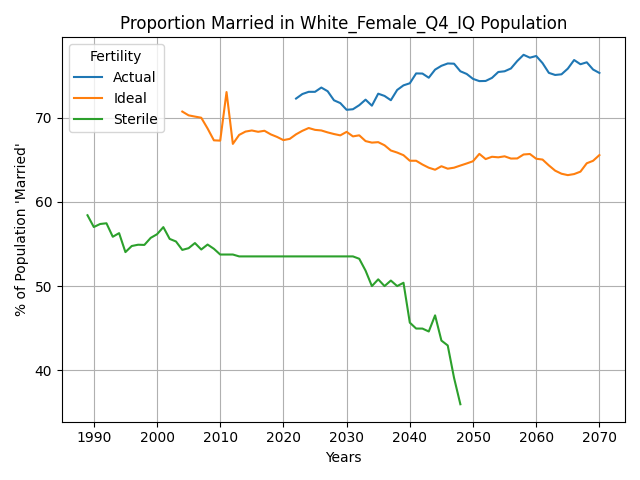 Proportion Married in White_Female_Q4_IQ Population
Fertility
Actual
Ideal
Sterile
% of Population 'Married'
70
60
50
40
1990 2000 2010 2020 2030 2040 2050 2060 2070
Years